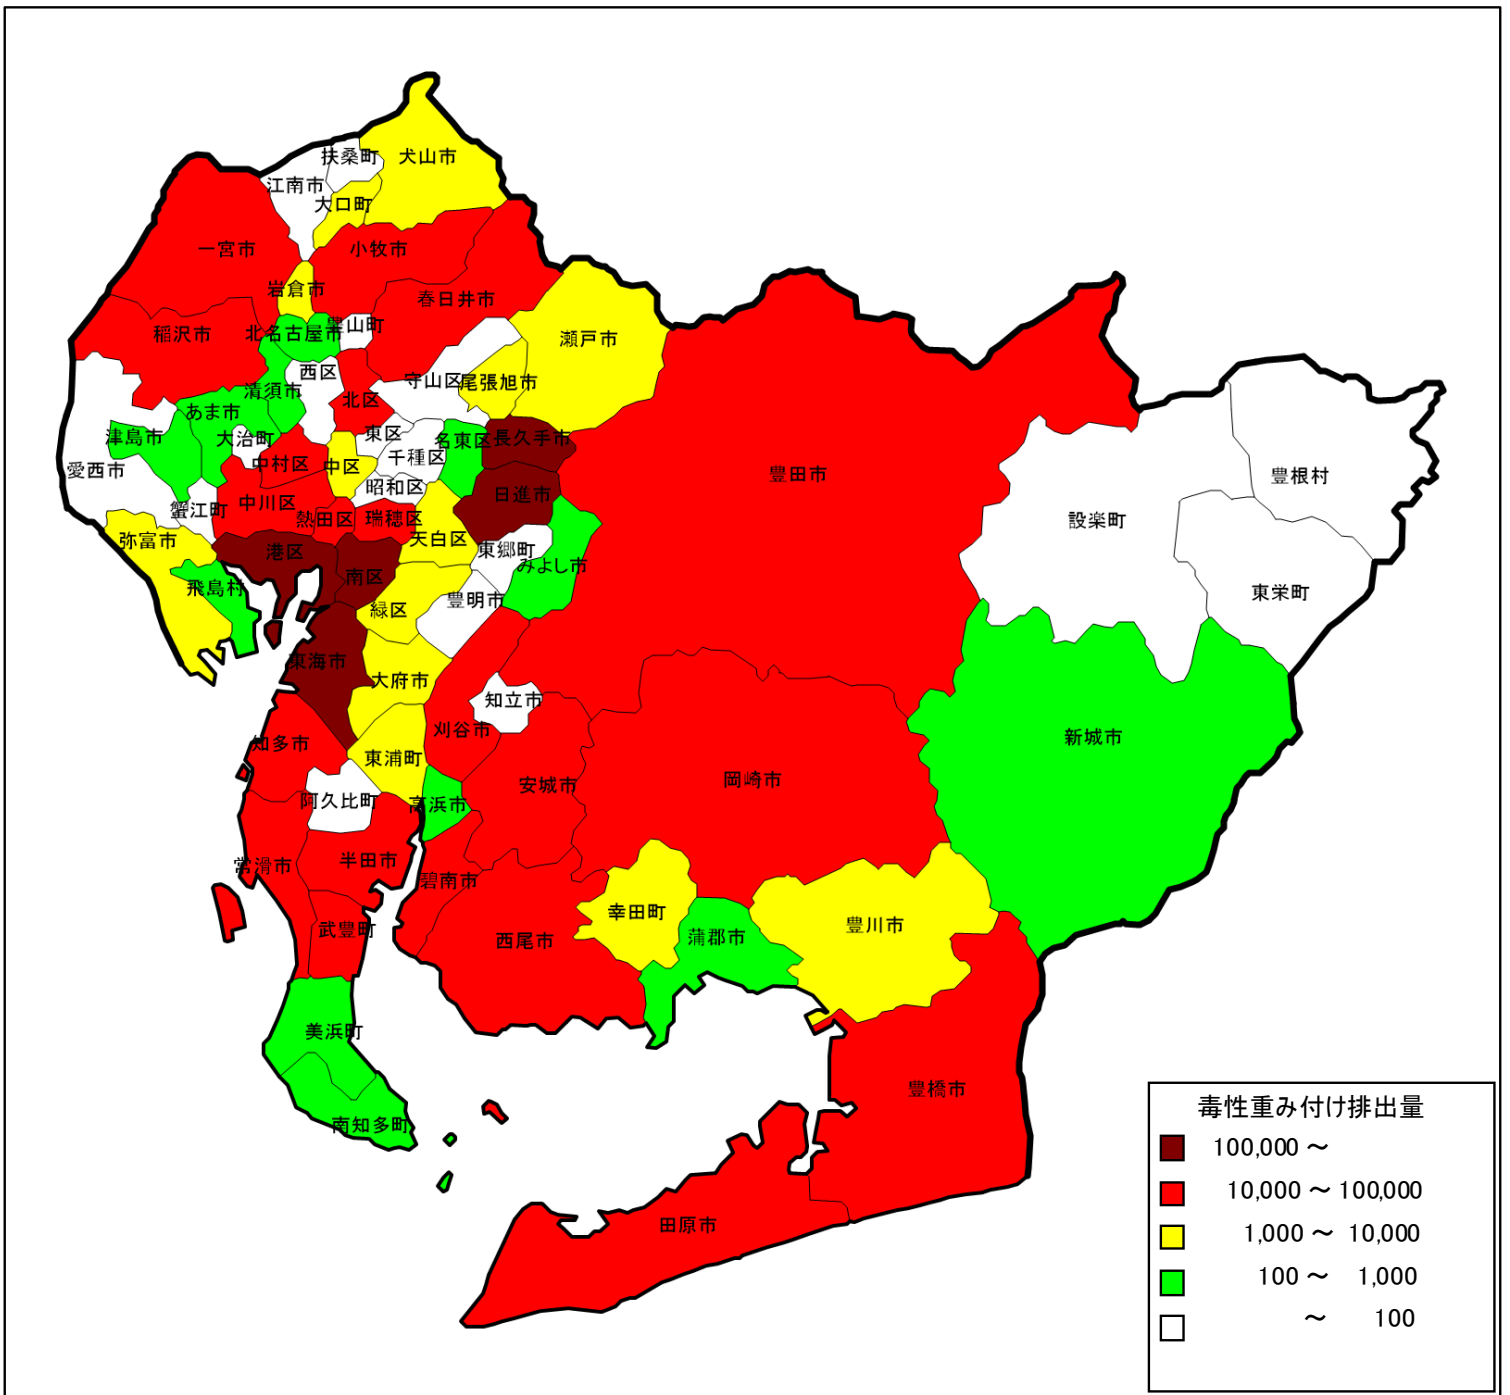 扶桑町
犬山市
江南市
大口町
一宮市
小牧市
岩倉市
春日井市
稲沢市
北名古屋市
豊山町
瀬戸市
西区
守山区
尾張旭市
清須市
北区
あま市
津島市
大治町
東区
名東区
長久手市
中村区
中区
千種区
愛西市
豊田市
豊根村
昭和区
日進市
蟹江町
中川区
熱田区
瑞穂区
設楽町
弥富市
港区
天白区
東郷町
みよし市
飛島村
南区
緑区
豊明市
東栄町
東海市
大府市
知立市
知多市
刈谷市
新城市
東浦町
岡崎市
安城市
阿久比町
高浜市
常滑市
半田市
碧南市
武豊町
西尾市
幸田町
蒲郡市
豊川市
美浜町
豊橋市
南知多町
田原市
毒性重み付け排出量
100,000 ～
10,000 ～ 100,000
1,000 ～ 10,000
100 ～ 1,000
～ 100